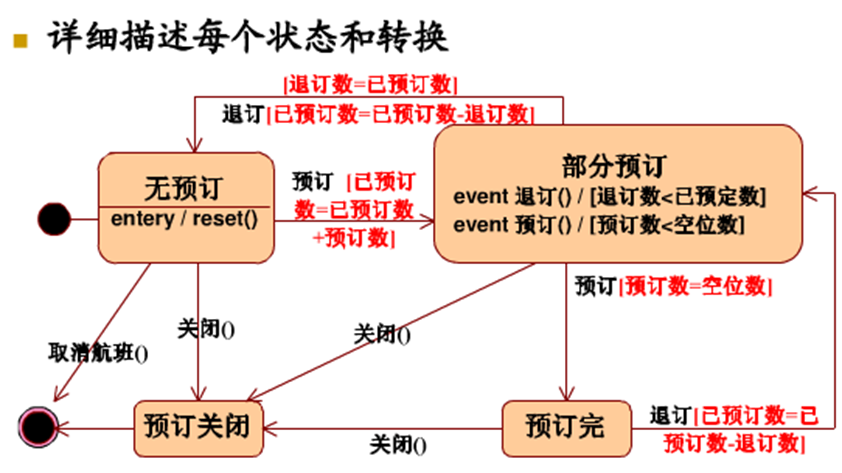 详细描述每个状态和转换
[退订数=已预订数]
退订[已预订数=已预订数-退订数]
无预订
entery / reset()
预订 [已预订
数=已预订数
+预订数]
部分预订
event 退订() / [退订数<已预定数]
event 预订() / [预订数<空位数]
预订[预订数=空位数]
取消航班()
关闭()
关闭()
预订关闭
关闭()
预订完
退订[已预订数=已
预订数-退订数]